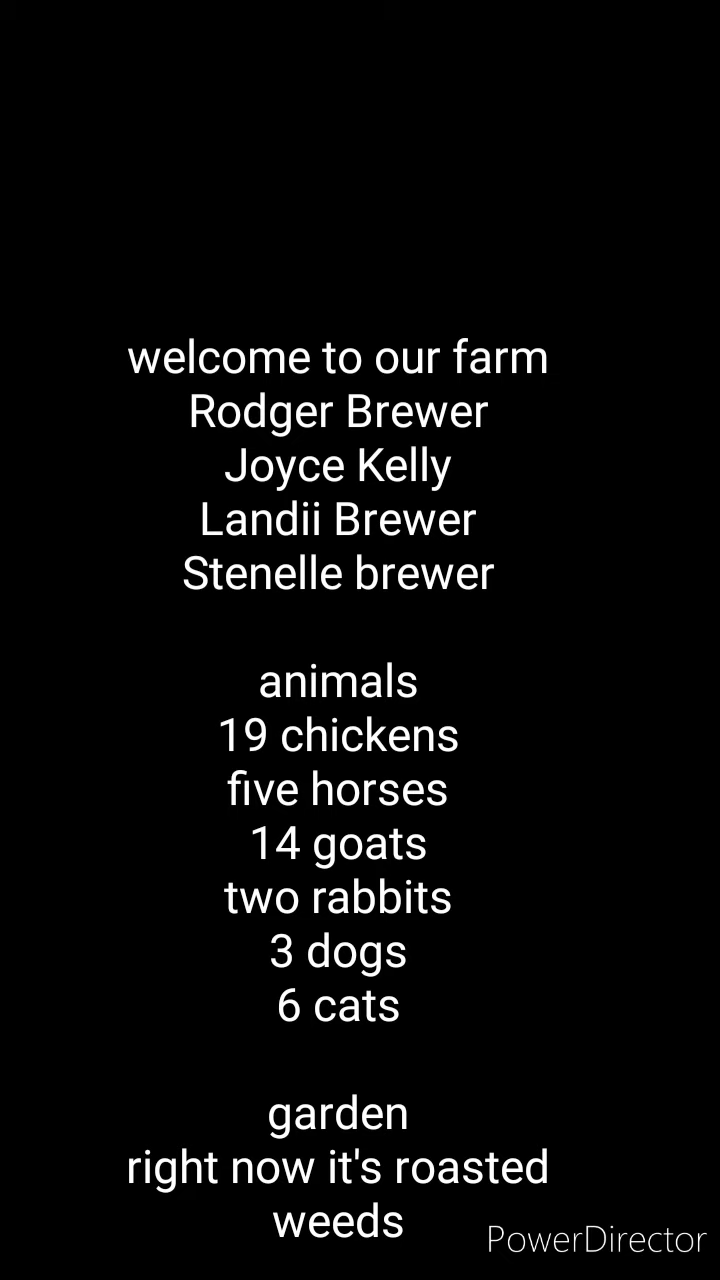 welcome to our farm
Rodger Brewer
Joyce Kelly
Landii Brewer
Stenelle brewer
animals
19 chickens
five horses
14 goats
two rabbits
3 dogs
6 cats
garden
right now it's roasted
weeds
PowerDirector